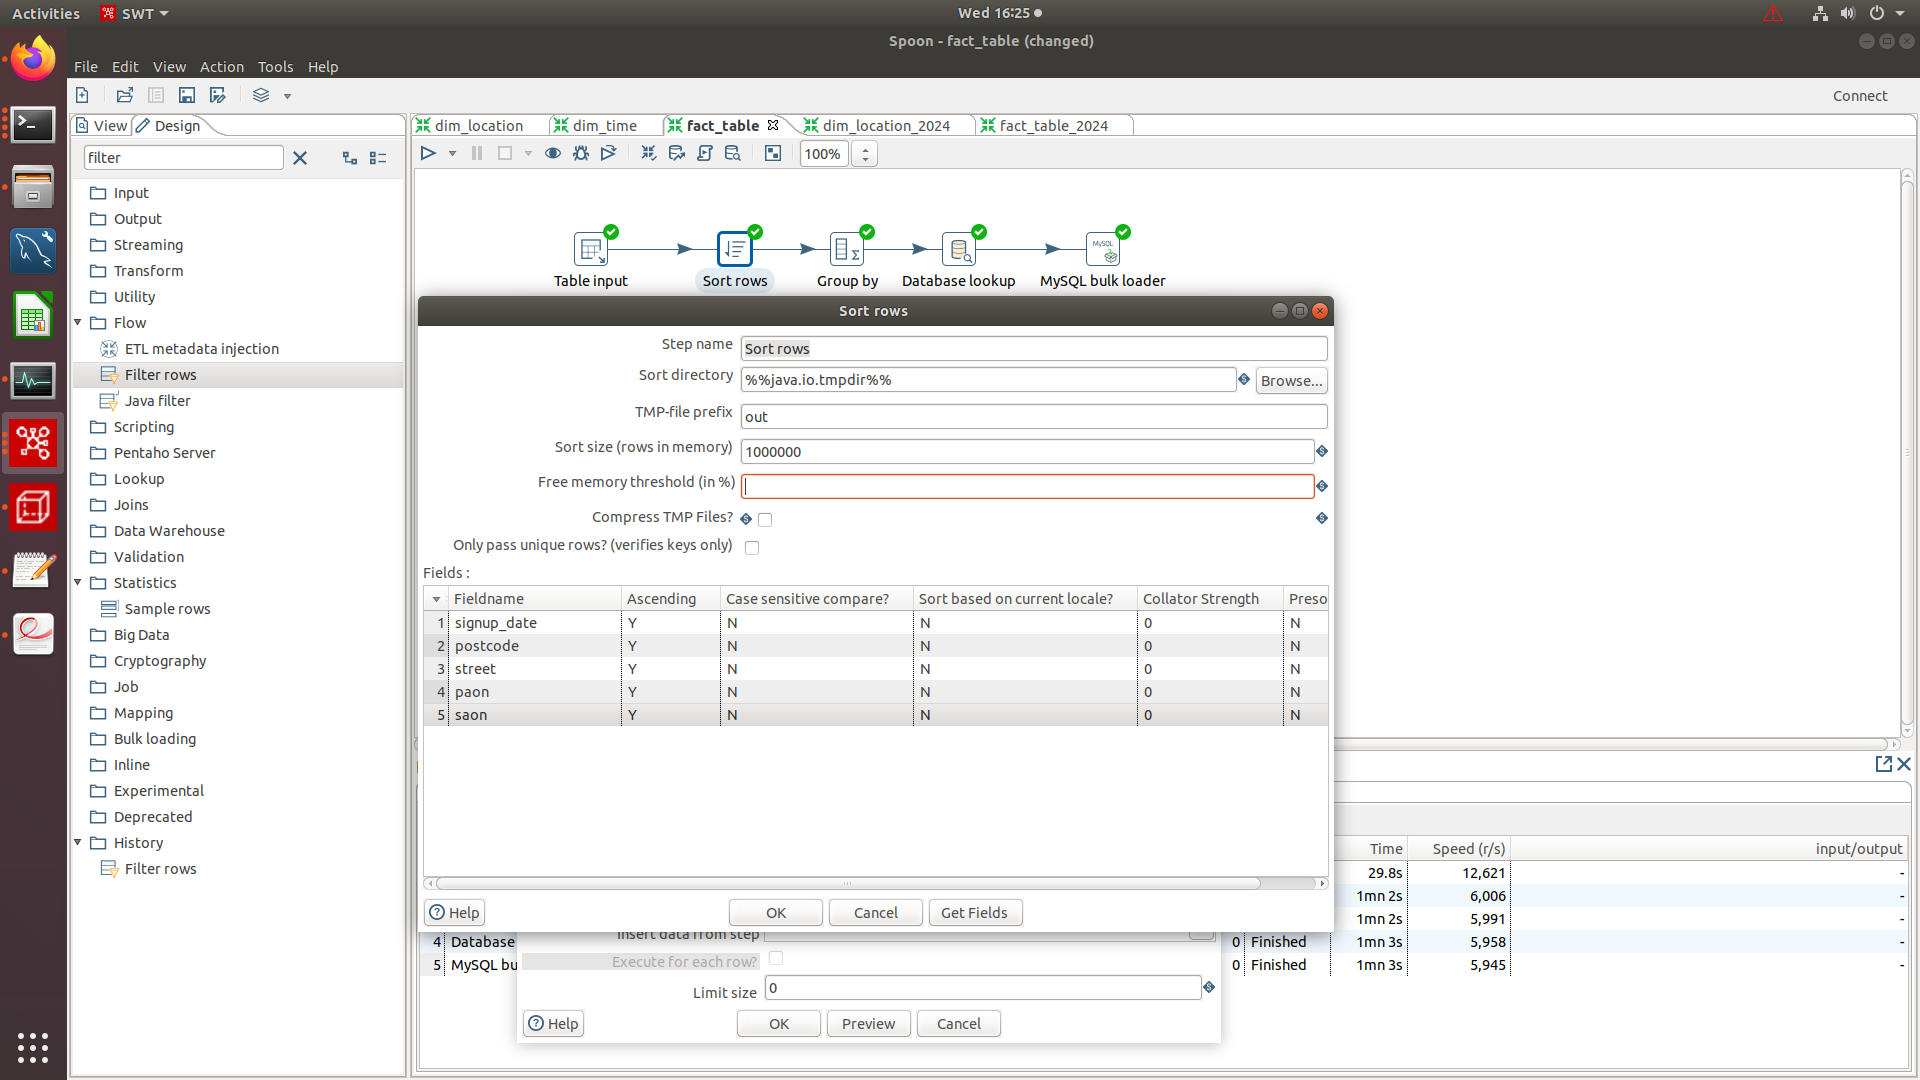 Activities SWT Wed 16:25
Spoon - fact_table (changed)
File Edit View Action Tools Help
Connect
View Design
dim_location dim_time fact_table dim_location_2024 fact_table_2024
filter
100%
Input
Output
Streaming
Transform
Utility
Flow
ETL metadata injection
Filter rows
Java filter
Scripting
Pentaho Server
Lookup
Joins
Data Warehouse
Validation
Statistics
Sample rows
Big Data
Cryptography
Job
Mapping
Bulk loading
Inline
Experimental
Deprecated
History
Filter rows
MySQL
Table input Sort rows Group by Database lookup MySQL bulk loader
Sort rows
Step name Sort rows
Sort directory %%java.io.tmpdir%% Browse...
TMP-file prefix out
Sort size (rows in memory) 1000000
Free memory threshold (in %)
Compress TMP Files?
Only pass unique rows? (verifies keys only)
Fields :
Fieldname Ascending Case sensitive compare? Sort based on current locale? Collator Strength Preso
1 signup_date Y N N 0 N
2 postcode Y N N 0 N
3 street Y N N 0 N
4 paon Y N N 0 N
5 saon Y N N 0 N
Help OK Cancel Get Fields
Time Speed (r/s) input/output
29.8s 12,621 -
1mn 2s 6,006 -
1mn 2s 5,991 -
4 Database 0 Finished 1mn 3s 5,958 -
5 MySQL bu 0 Finished 1mn 3s 5,945 -
Insert data from step
Execute for each row?
Limit size 0
Help OK Preview Cancel